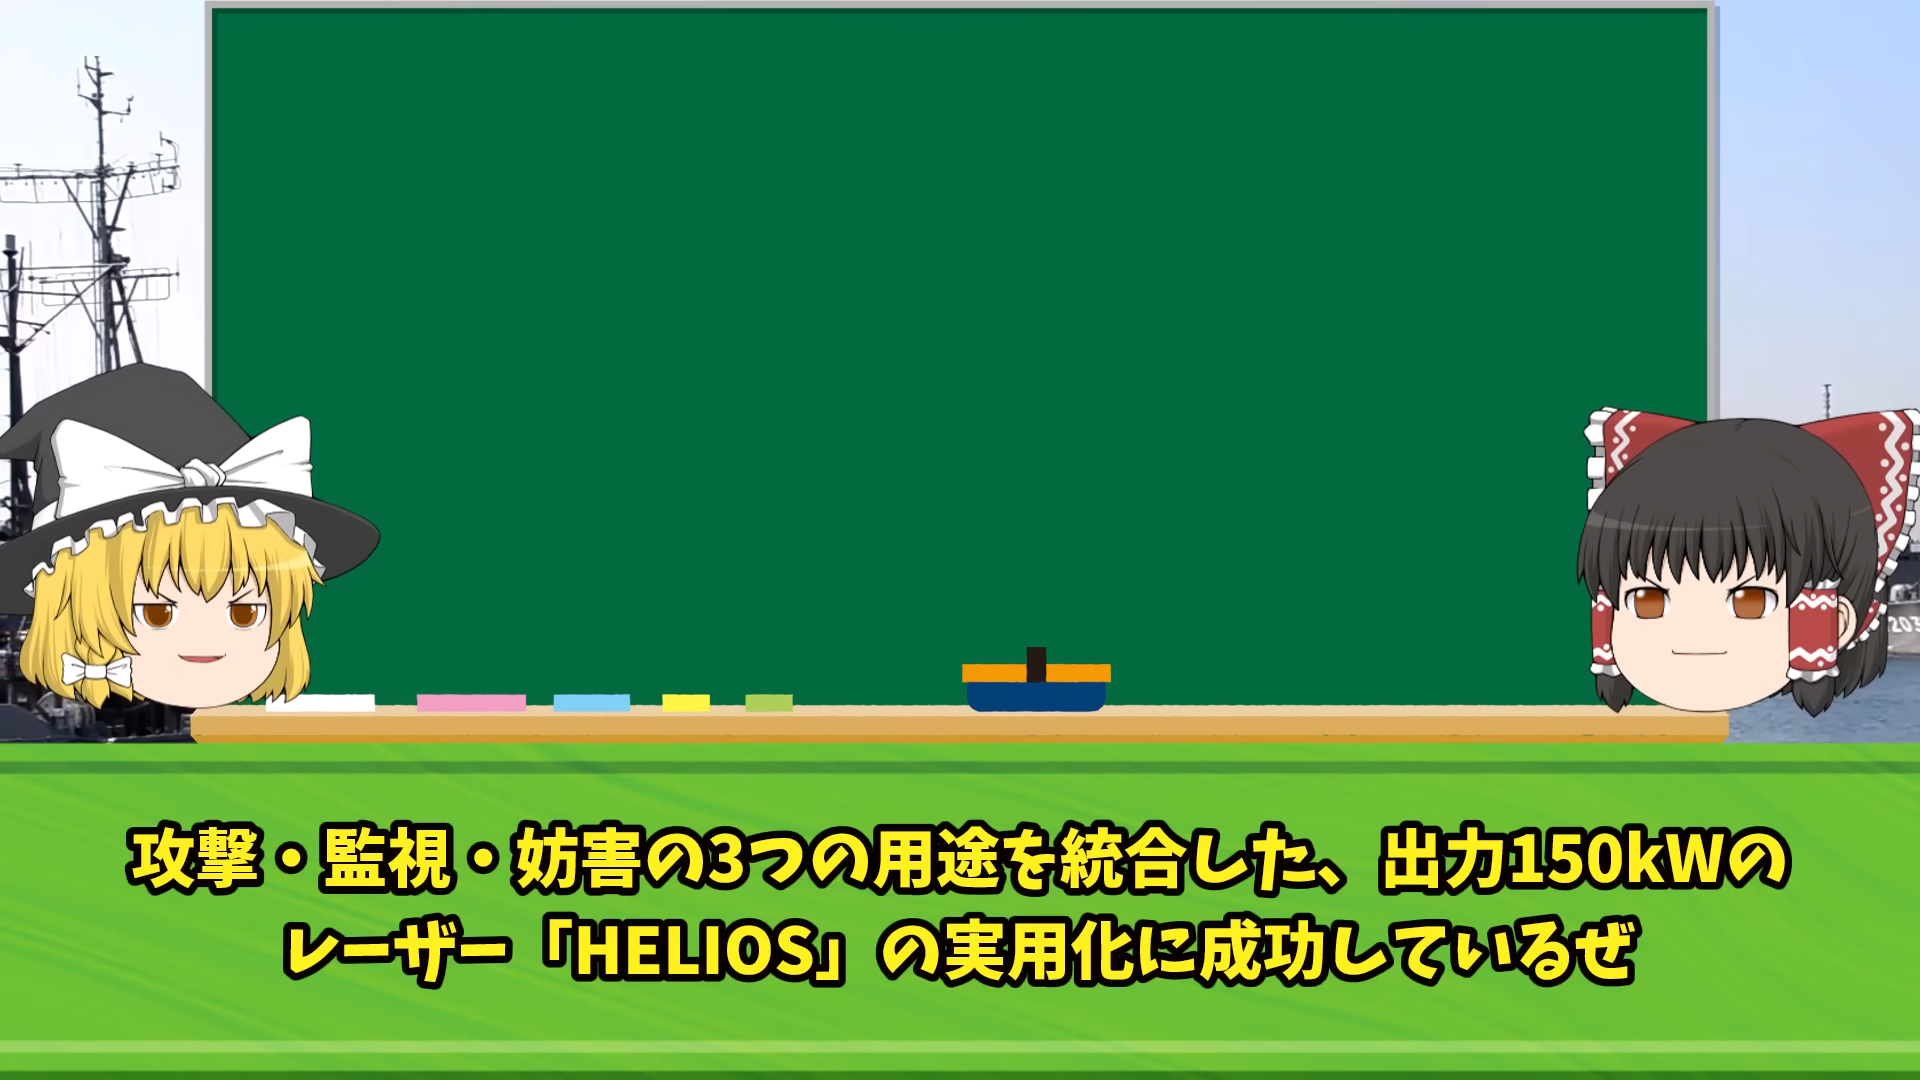 攻撃・監視・妨害の3つの用途を統合した、出力150kWの
レーザー「HELIOS」の実用化に成功しているぜ
203